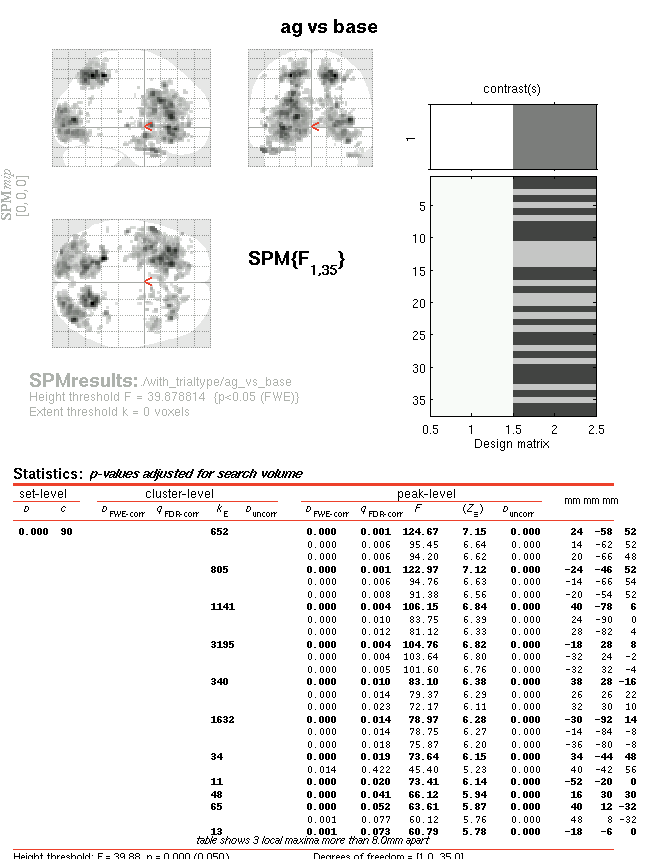 ag vs base
contrast(s)
1
SPMmip
[0, 0, 0]
SPM{F1,35}
5
10
15
20
25
30
35
0.5 1 1.5 2 2.5
Design matrix
SPMresults: ./with_trialtype/ag_vs_base
Height threshold F = 39.878814 {p<0.05 (FWE)}
Extent threshold k = 0 voxels
Statistics: p-values adjusted for search volume
set-level cluster-level peak-level mm mm mm
p c p FWE-corr q FDR-corr k E p uncorr p FWE-corr q FDR-corr F (Z≡) p uncorr
0.000 90 652 0.000 0.001 124.67 7.15 0.000 24 -58 52
0.000 0.006 95.45 6.64 0.000 14 -62 52
0.000 0.006 94.20 6.62 0.000 20 -66 48
805 0.000 0.001 122.97 7.12 0.000 -24 -46 52
0.000 0.006 94.76 6.63 0.000 -14 -66 54
0.000 0.008 91.38 6.56 0.000 -20 -54 52
1141 0.000 0.004 106.15 6.84 0.000 40 -78 6
0.000 0.010 83.75 6.39 0.000 24 -90 0
0.000 0.012 81.12 6.33 0.000 28 -82 4
3195 0.000 0.004 104.76 6.82 0.000 -18 28 8
0.000 0.004 103.64 6.80 0.000 -32 24 -2
0.000 0.005 101.60 6.76 0.000 -32 32 -4
340 0.000 0.010 83.10 6.38 0.000 38 28 -16
0.000 0.014 79.37 6.29 0.000 26 26 22
0.000 0.023 72.17 6.11 0.000 32 30 10
1632 0.000 0.014 78.97 6.28 0.000 -30 -92 14
0.000 0.014 78.75 6.27 0.000 -14 -84 -8
0.000 0.018 75.87 6.20 0.000 -36 -80 -8
34 0.000 0.019 73.64 6.15 0.000 34 -44 48
0.014 0.422 45.40 5.23 0.000 40 -42 56
11 0.000 0.020 73.41 6.14 0.000 -52 -20 0
48 0.000 0.041 66.12 5.94 0.000 16 30 30
65 0.000 0.052 63.61 5.87 0.000 40 12 -32
0.001 0.077 60.12 5.76 0.000 48 8 -32
13 0.001 0.073 60.79 5.78 0.000 -18 -6 0
table shows 3 local maxima more than 8.0mm apart
Height threshold: F = 39.88, p = 0.000 (0.050) Degrees of freedom = [1.0, 35.0]